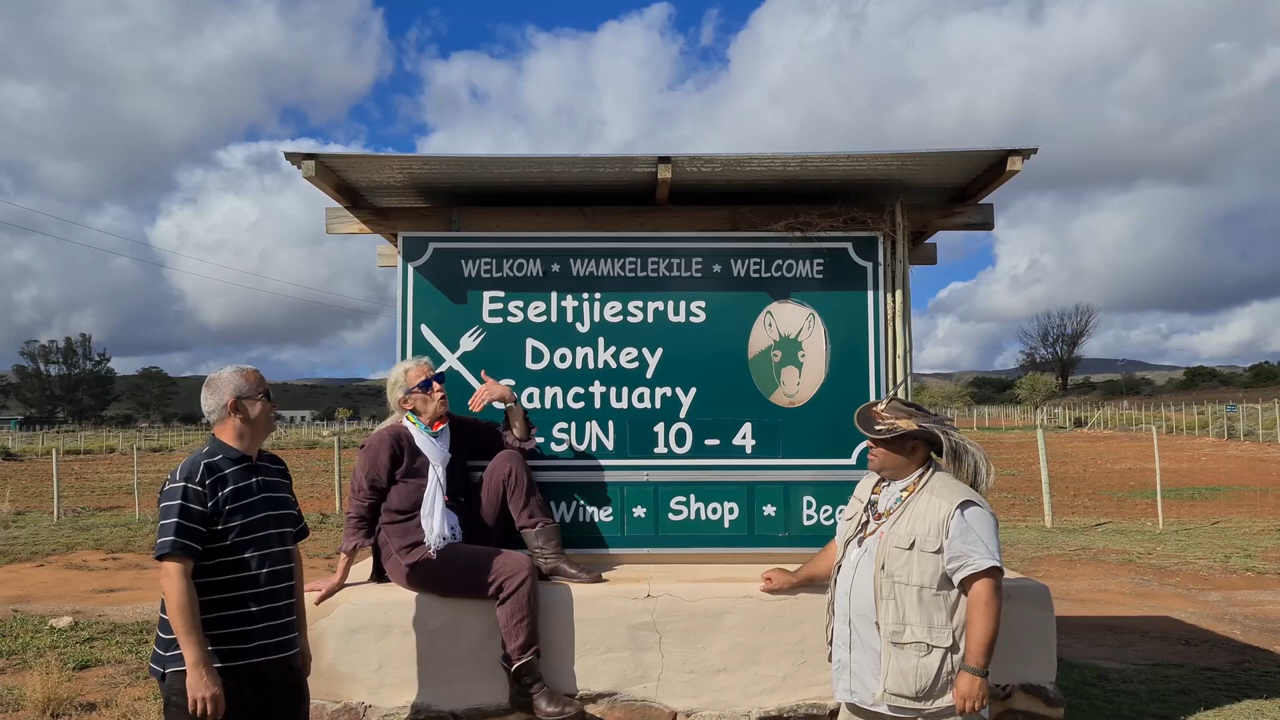 WELKOM * WAMKELEKILE * WELCOME
Eseltjiesrus
Donkey
Sanctuary
-SUN 10 - 4
Wine * Shop *